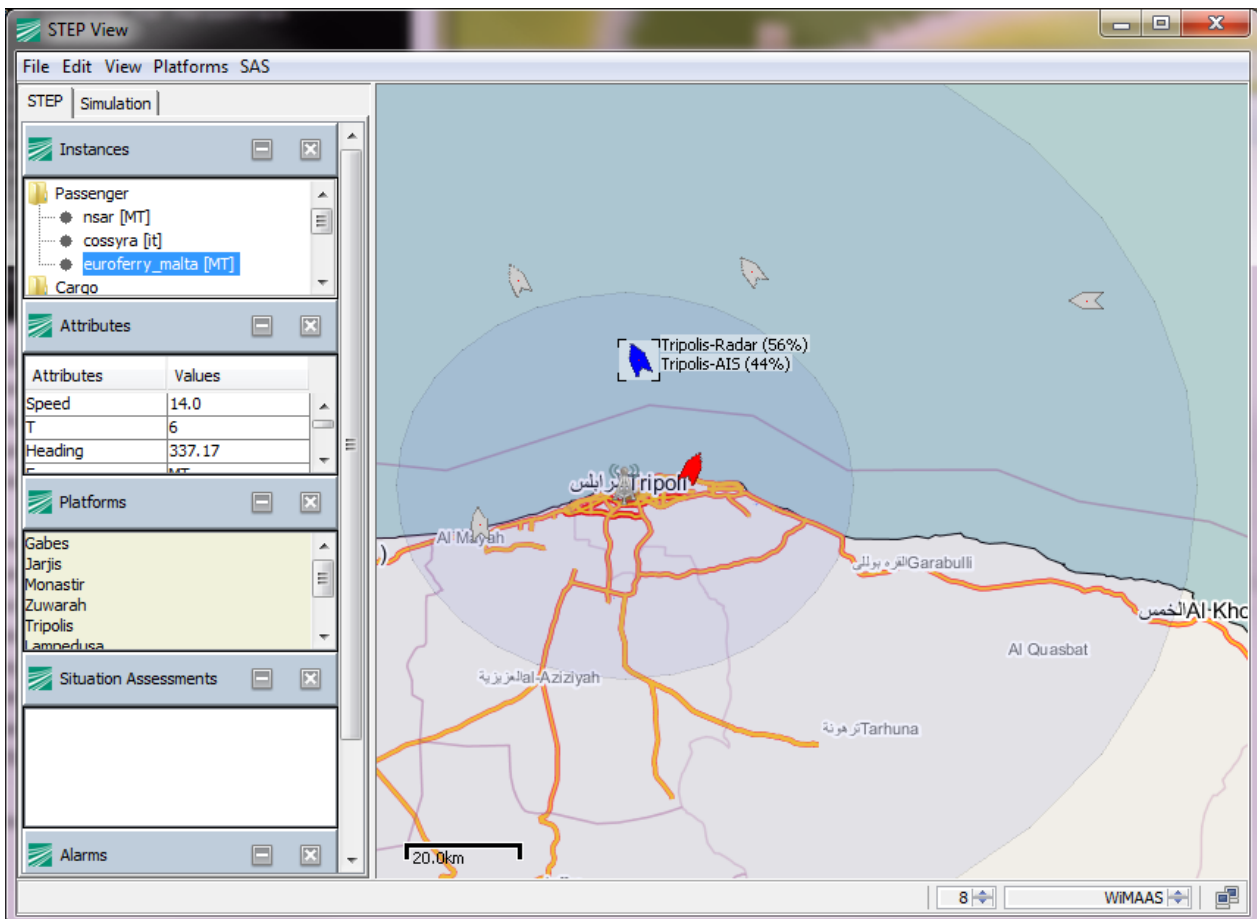 STEP View
File Edit View Platforms SAS
STEP Simulation
Instances
Passenger
nsar [MT]
cossyra [it]
euroferry_malta [MT]
Cargo
Attributes
Attributes Values
Speed 14.0
T 6
Heading 337.17
Platforms
Gabes
Jarjis
Monastir
Zuwarah
Tripolis
Lampedusa
Situation Assessments
Alarms
Tripolis-Radar (56%)
Tripolis-AIS (44%)
طرابلس Tripoli
Al Mayah
القره بوللي Garabulli
الخمس Al Kho
Al Quasbat
العزيزية al-Aziziyah
ترهونة Tarhuna
20.0km
8 WiMAAS